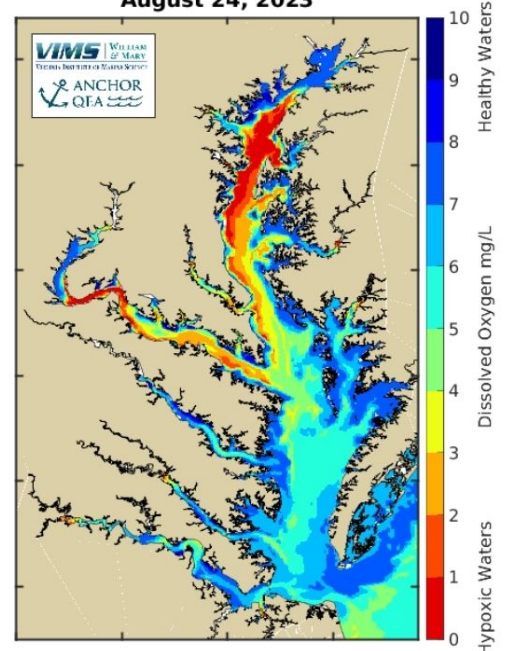 August 24, 2023
VIMS | WILLIAM & MARY
VIRGINIA INSTITUTE OF MARINE SCIENCE
ANCHOR
QEA
10
9
8
7
6
5
4
3
2
1
0
Healthy Waters
Dissolved Oxygen mg/L
Hypoxic Waters